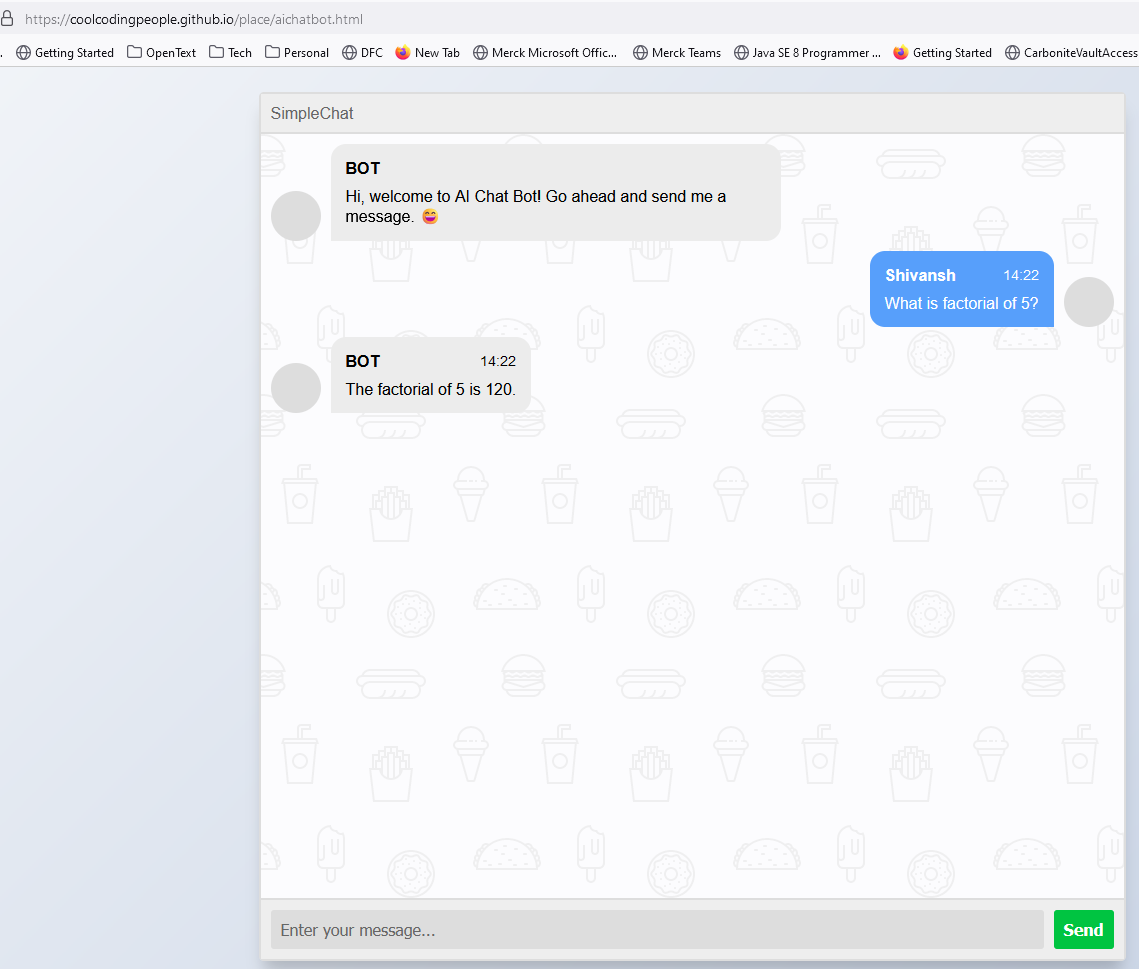 https://coolcodingpeople.github.io/place/aichatbot.html
Getting Started OpenText Tech Personal DFC New Tab Merck Microsoft Offic... Merck Teams Java SE 8 Programmer ... Getting Started CarboniteVaultAccess
SimpleChat
BOT
Hi, welcome to AI Chat Bot! Go ahead and send me a
message. 😄
Shivansh 14:22
What is factorial of 5?
BOT 14:22
The factorial of 5 is 120.
Enter your message... Send